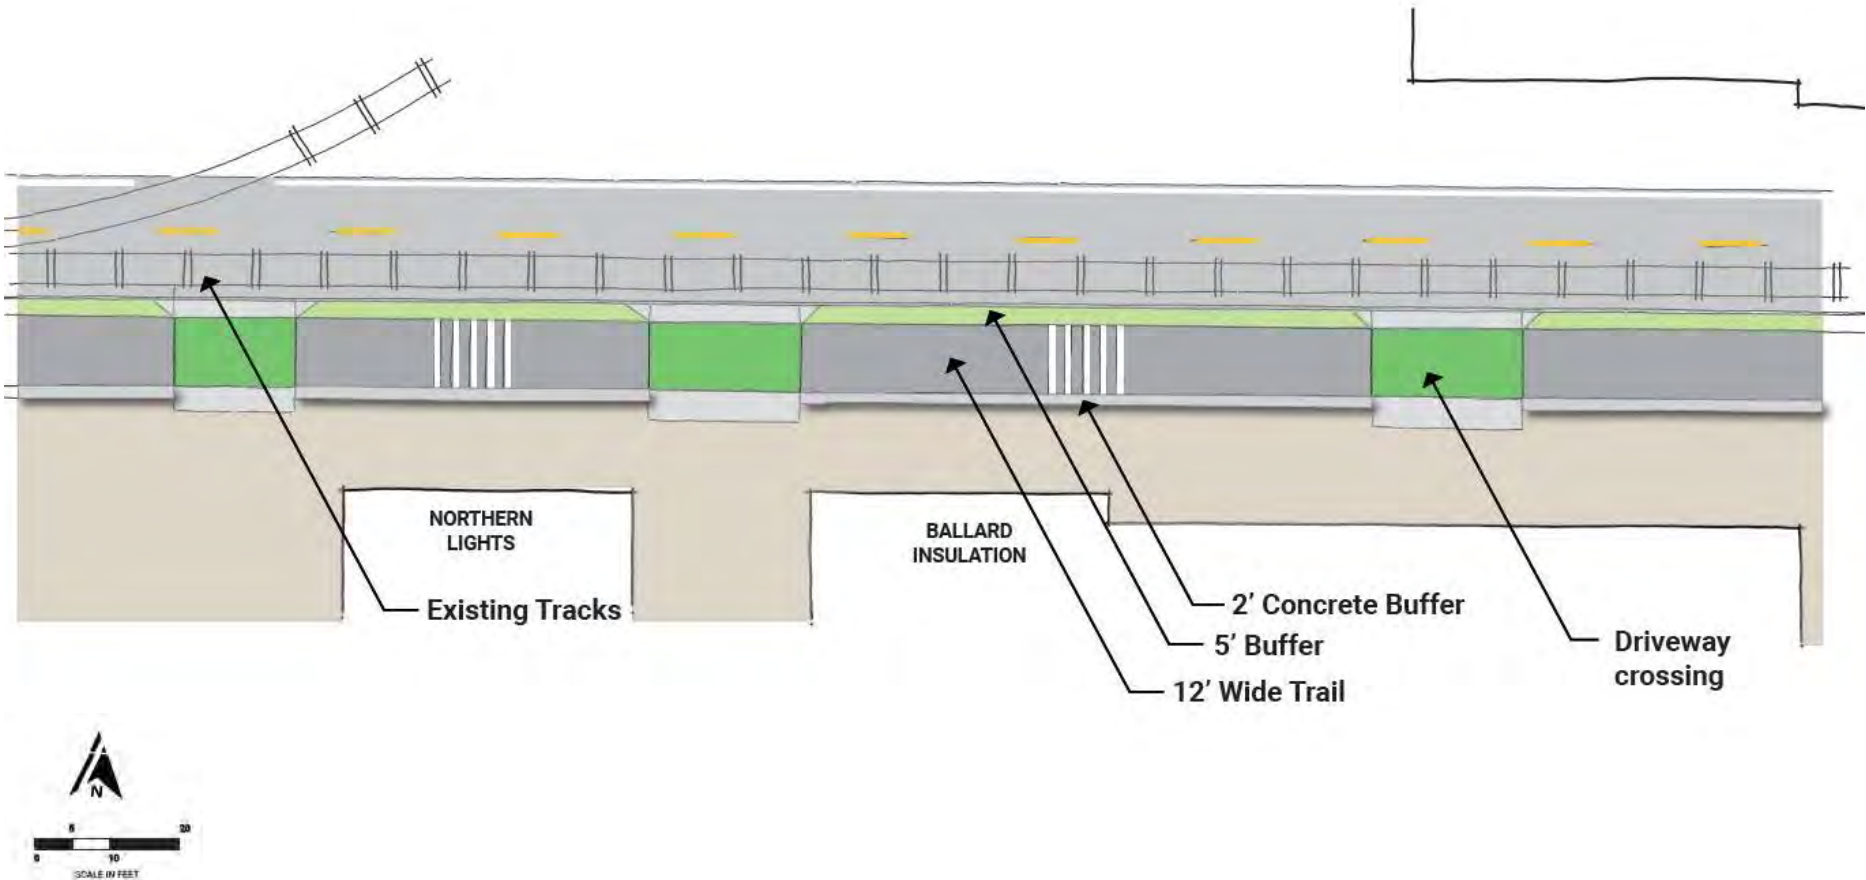 NORTHERN
LIGHTS
BALLARD
INSULATION
Existing Tracks
2’ Concrete Buffer
5’ Buffer
12’ Wide Trail
Driveway
crossing
N
5 20
0 10
SCALE IN FEET